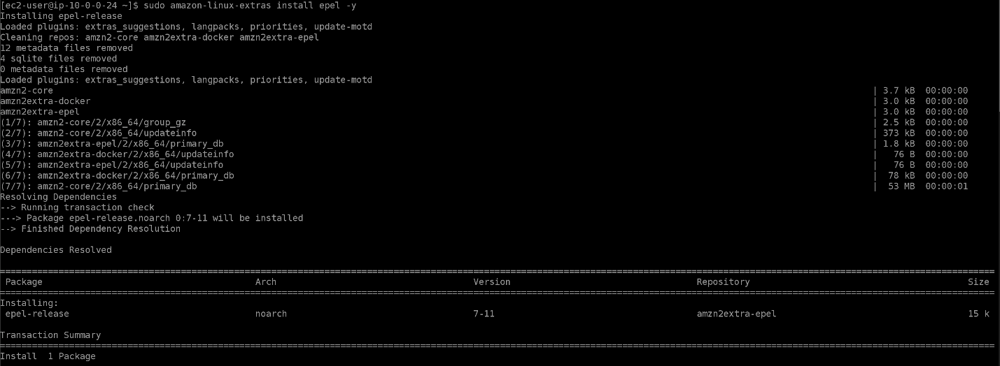 [ec2-user@ip-10-0-0-24 ~]$ sudo amazon-linux-extras install epel -y
Installing epel-release
Loaded plugins: extras_suggestions, langpacks, priorities, update-motd
Cleaning repos: amzn2-core amzn2extra-docker amzn2extra-epel
12 metadata files removed
4 sqlite files removed
0 metadata files removed
Loaded plugins: extras_suggestions, langpacks, priorities, update-motd
amzn2-core | 3.7 kB 00:00:00
amzn2extra-docker | 3.0 kB 00:00:00
amzn2extra-epel | 3.0 kB 00:00:00
(1/7): amzn2-core/2/x86_64/group_gz | 2.5 kB 00:00:00
(2/7): amzn2-core/2/x86_64/updateinfo | 373 kB 00:00:00
(3/7): amzn2extra-epel/2/x86_64/primary_db | 1.8 kB 00:00:00
(4/7): amzn2extra-docker/2/x86_64/updateinfo | 76 B 00:00:00
(5/7): amzn2extra-epel/2/x86_64/updateinfo | 76 B 00:00:00
(6/7): amzn2extra-docker/2/x86_64/primary_db | 78 kB 00:00:00
(7/7): amzn2-core/2/x86_64/primary_db | 53 MB 00:00:01
Resolving Dependencies
--> Running transaction check
---> Package epel-release.noarch 0:7-11 will be installed
--> Finished Dependency Resolution
Dependencies Resolved
Package Arch Version Repository Size
Installing:
epel-release noarch 7-11 amzn2extra-epel 15 k
Transaction Summary
Install 1 Package